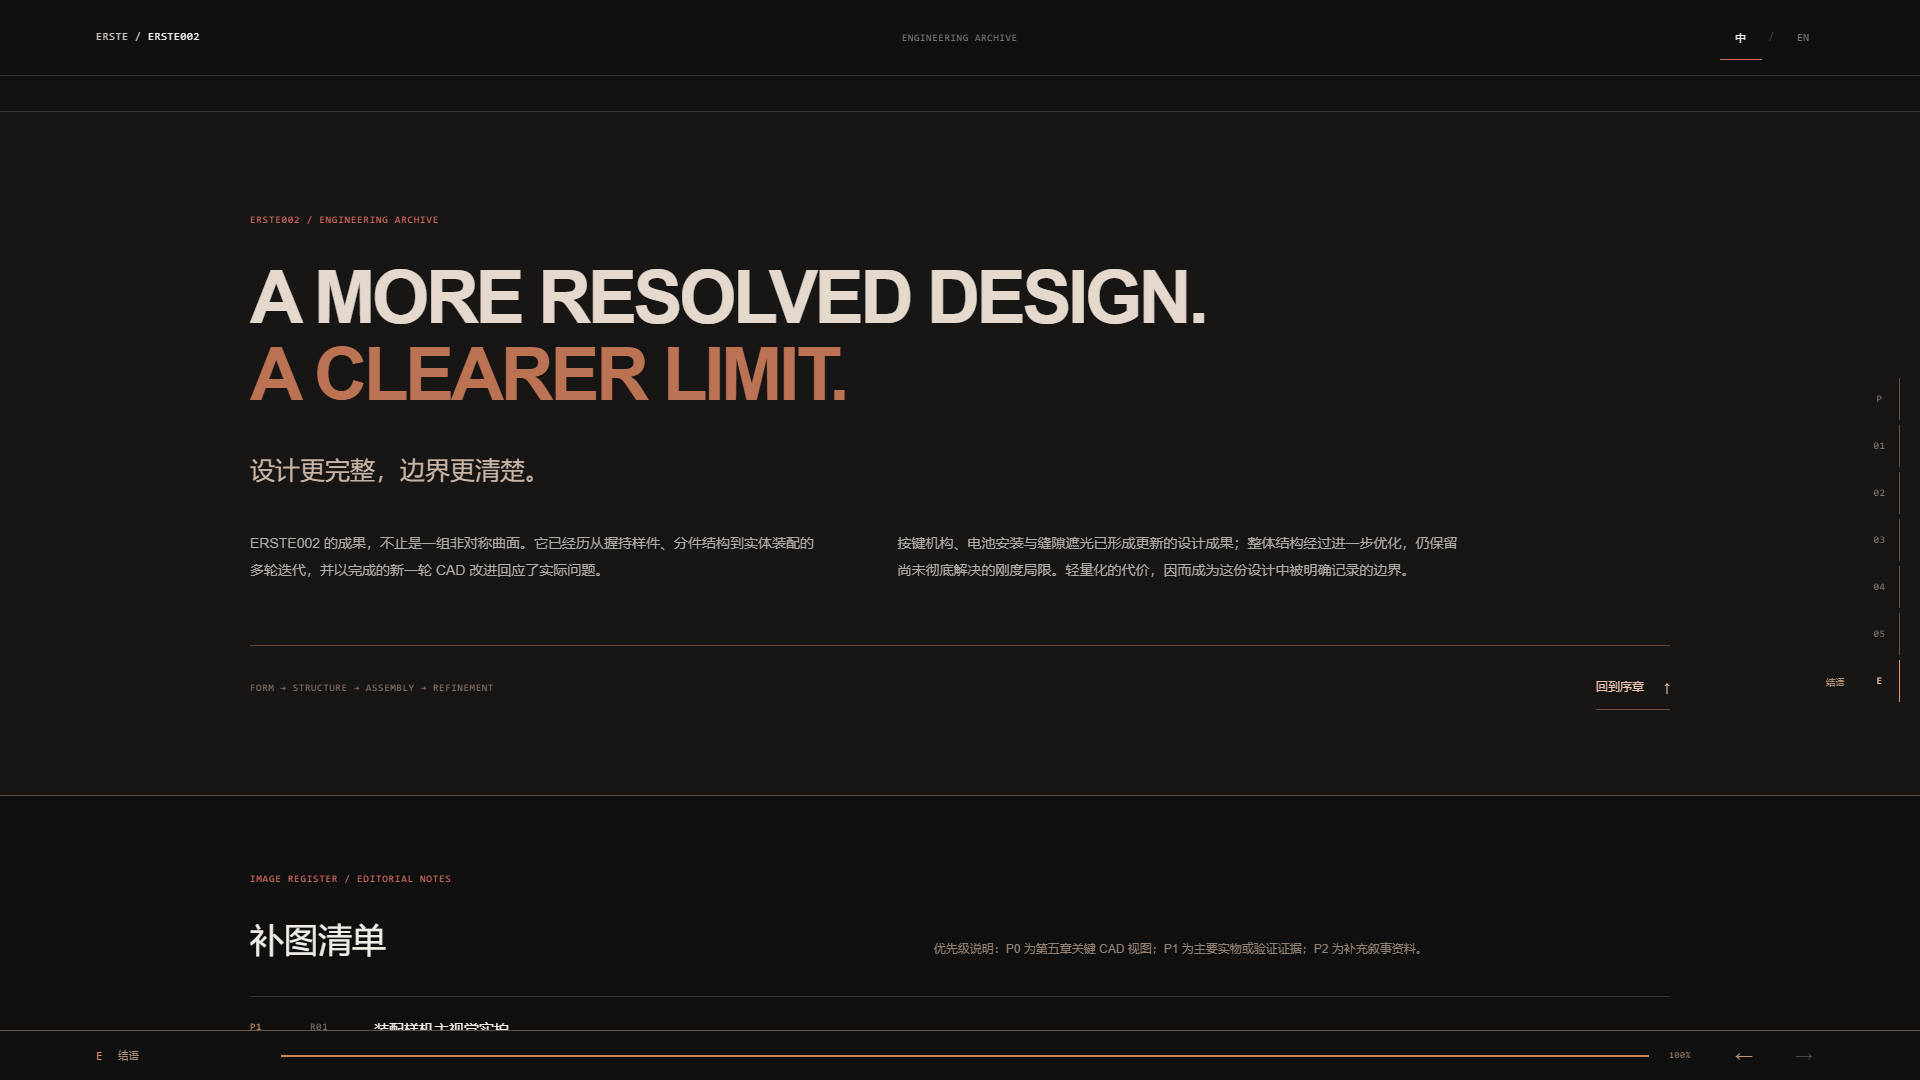 ERSTE / ERSTE002
ENGINEERING ARCHIVE
中 / EN
ERSTE002 / ENGINEERING ARCHIVE
A MORE RESOLVED DESIGN.
A CLEARER LIMIT.
设计更完整，边界更清楚。
ERSTE002 的成果，不止是一组非对称曲面。它已经历从握持样件、分件结构到实体装配的
多轮迭代，并以完成的新一轮 CAD 改进回应了实际问题。
按键机构、电池安装与缝隙遮光已形成更新的设计成果；整体结构经过进一步优化，仍保留
尚未彻底解决的刚度局限。轻量化的代价，因而成为这份设计中被明确记录的边界。
FORM → STRUCTURE → ASSEMBLY → REFINEMENT
回到序章 ↑
P
01
02
03
04
05
结语 E
IMAGE REGISTER / EDITORIAL NOTES
补图清单
优先级说明：P0 为第五章关键 CAD 视图；P1 为主要实物或验证证据；P2 为补充叙事资料。
P1 R01 装配样机主视觉实拍
E 结语
100% ← →